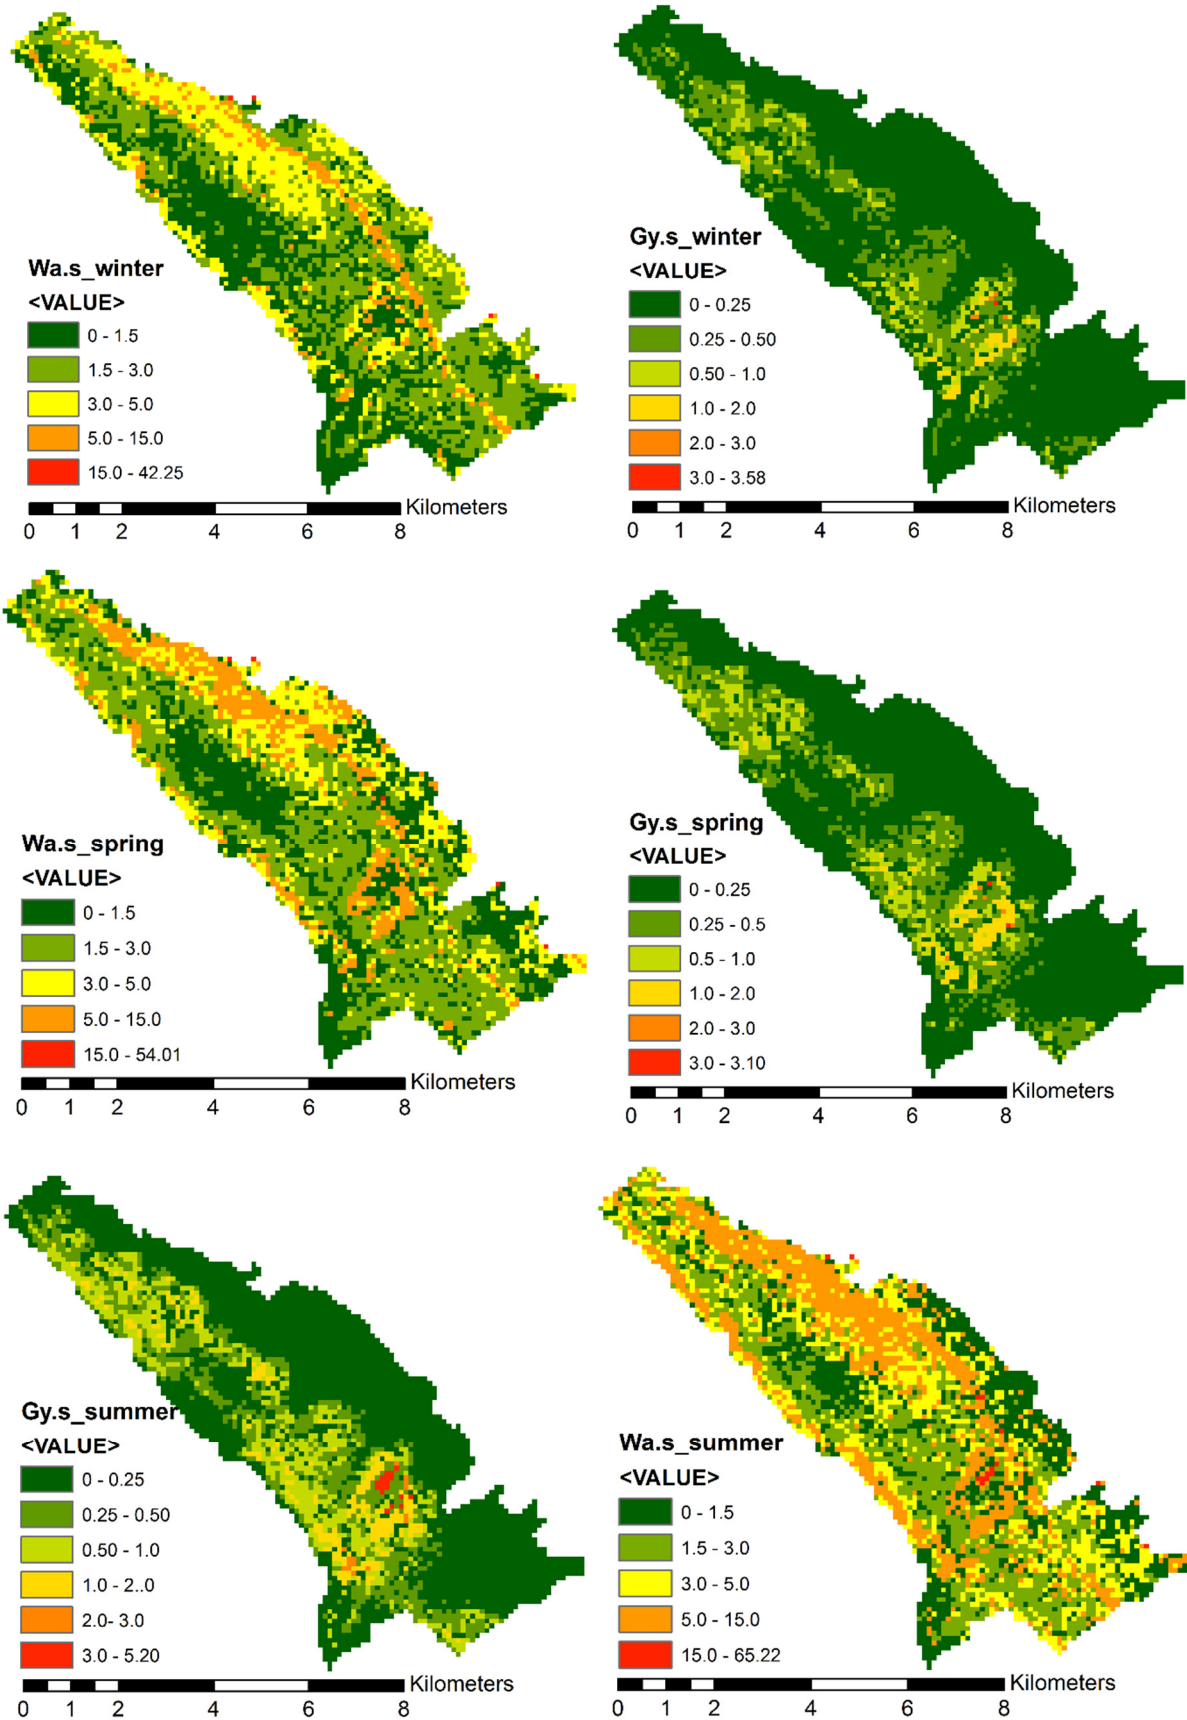 Wa.s_winter
<VALUE>
0 - 1.5
1.5 - 3.0
3.0 - 5.0
5.0 - 15.0
15.0 - 42.25
Kilometers
0 1 2 4 6 8
Gy.s_winter
<VALUE>
0 - 0.25
0.25 - 0.50
0.50 - 1.0
1.0 - 2.0
2.0 - 3.0
3.0 - 3.58
Kilometers
0 1 2 4 6 8
Wa.s_spring
<VALUE>
0 - 1.5
1.5 - 3.0
3.0 - 5.0
5.0 - 15.0
15.0 - 54.01
Kilometers
0 1 2 4 6 8
Gy.s_spring
<VALUE>
0 - 0.25
0.25 - 0.5
0.5 - 1.0
1.0 - 2.0
2.0 - 3.0
3.0 - 3.10
Kilometers
0 1 2 4 6 8
Gy.s_summer
<VALUE>
0 - 0.25
0.25 - 0.50
0.50 - 1.0
1.0 - 2..0
2.0- 3.0
3.0 - 5.20
Kilometers
0 1 2 4 6 8
Wa.s_summer
<VALUE>
0 - 1.5
1.5 - 3.0
3.0 - 5.0
5.0 - 15.0
15.0 - 65.22
Kilometers
0 1 2 4 6 8